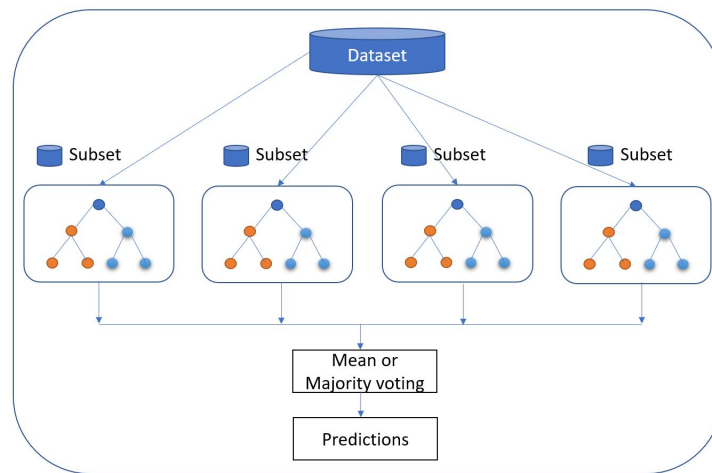 Dataset
Subset
Subset
Subset
Subset
Mean or
Majority voting
Predictions